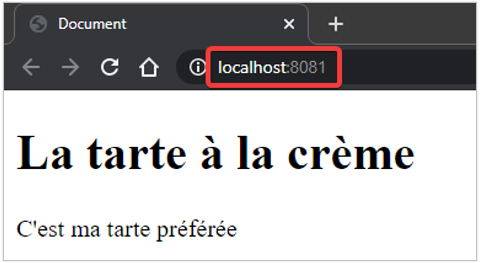 Document
localhost:8081
La tarte à la crème
C'est ma tarte préférée